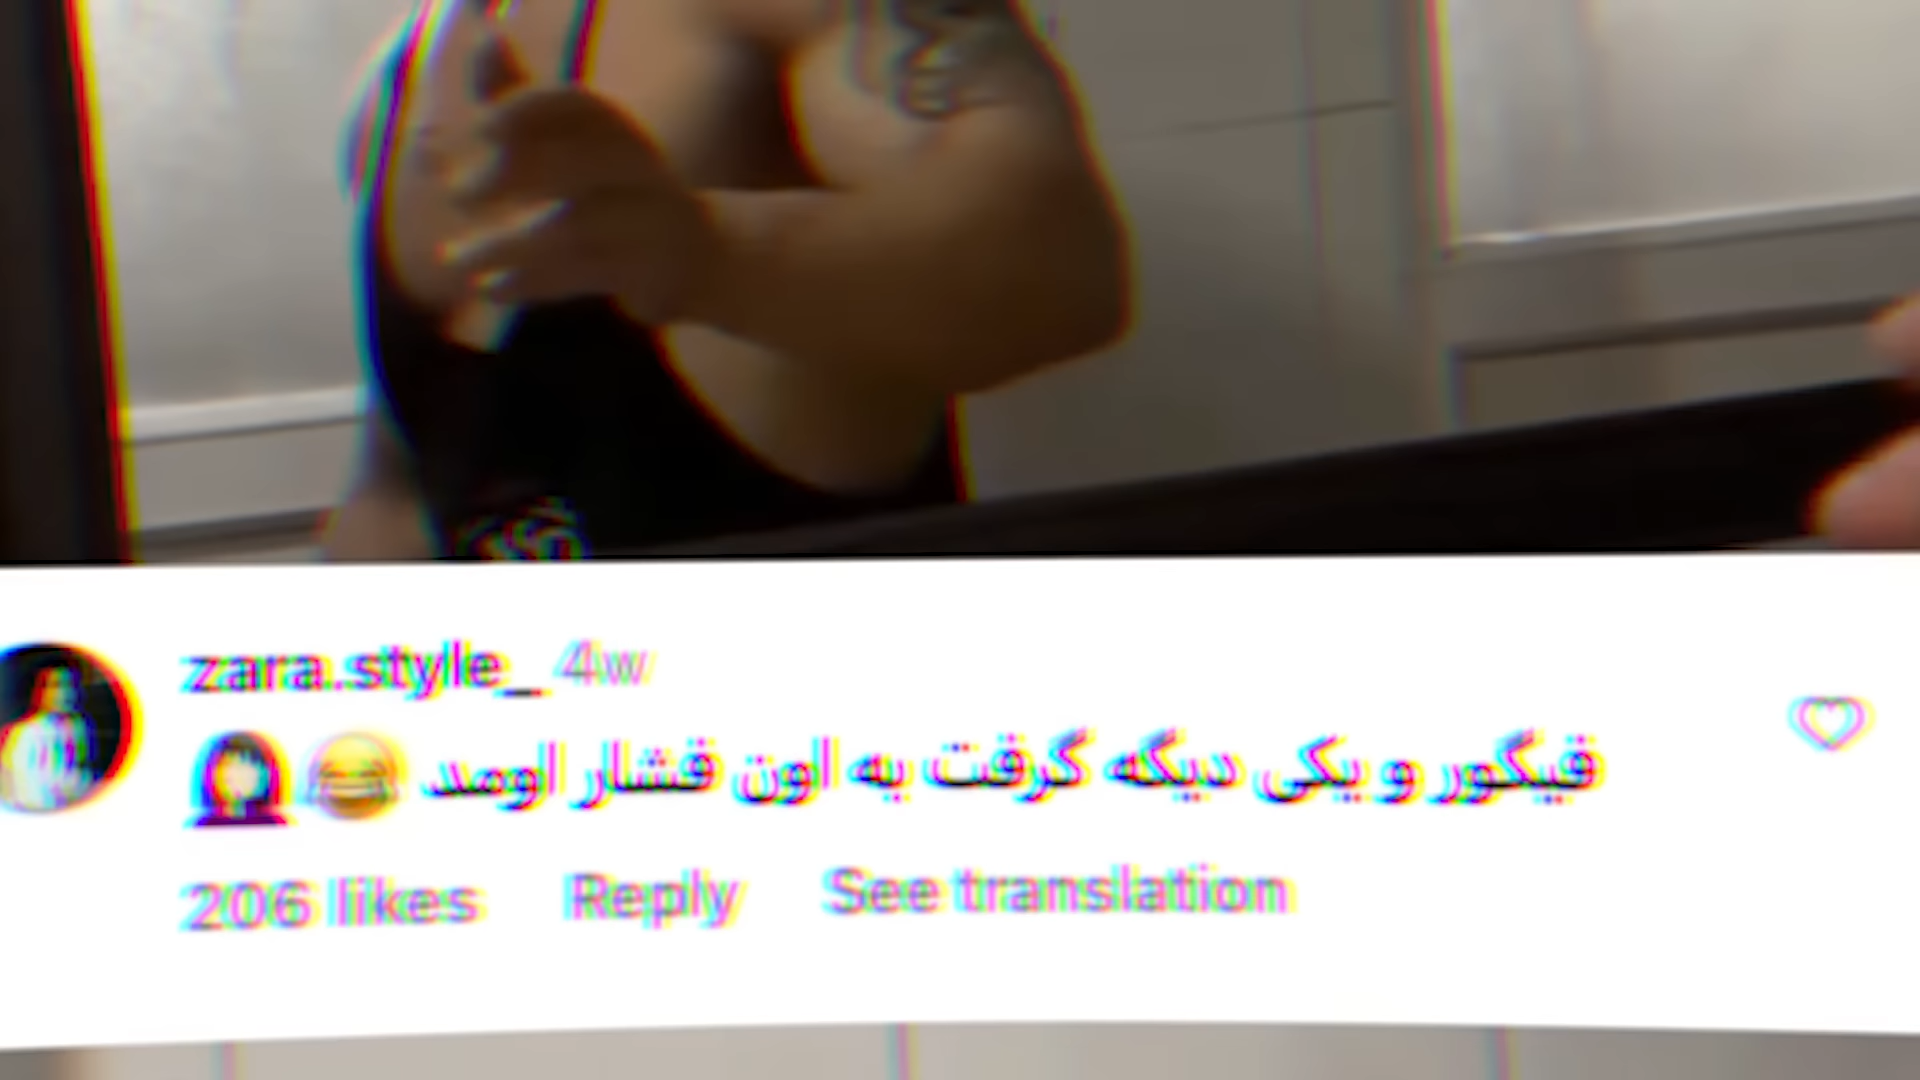 zara.style_ 4w
فیگور و یکی دیگه گرفت به اون فشار اومد 😂🤦🏻‍♀️
206 likes Reply See translation